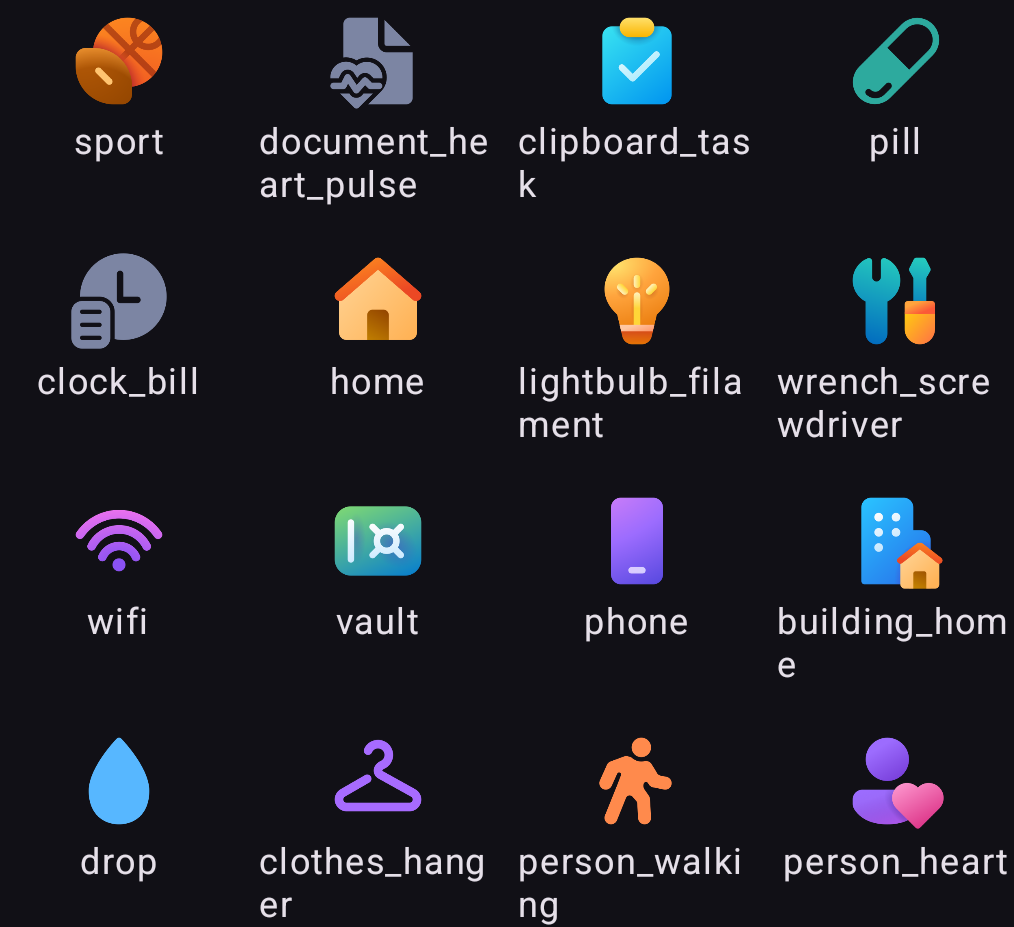 sport
document_he
art_pulse
clipboard_tas
k
pill
clock_bill
home
lightbulb_fila
ment
wrench_scre
wdriver
wifi
vault
phone
building_hom
e
drop
clothes_hang
er
person_walki
ng
person_heart